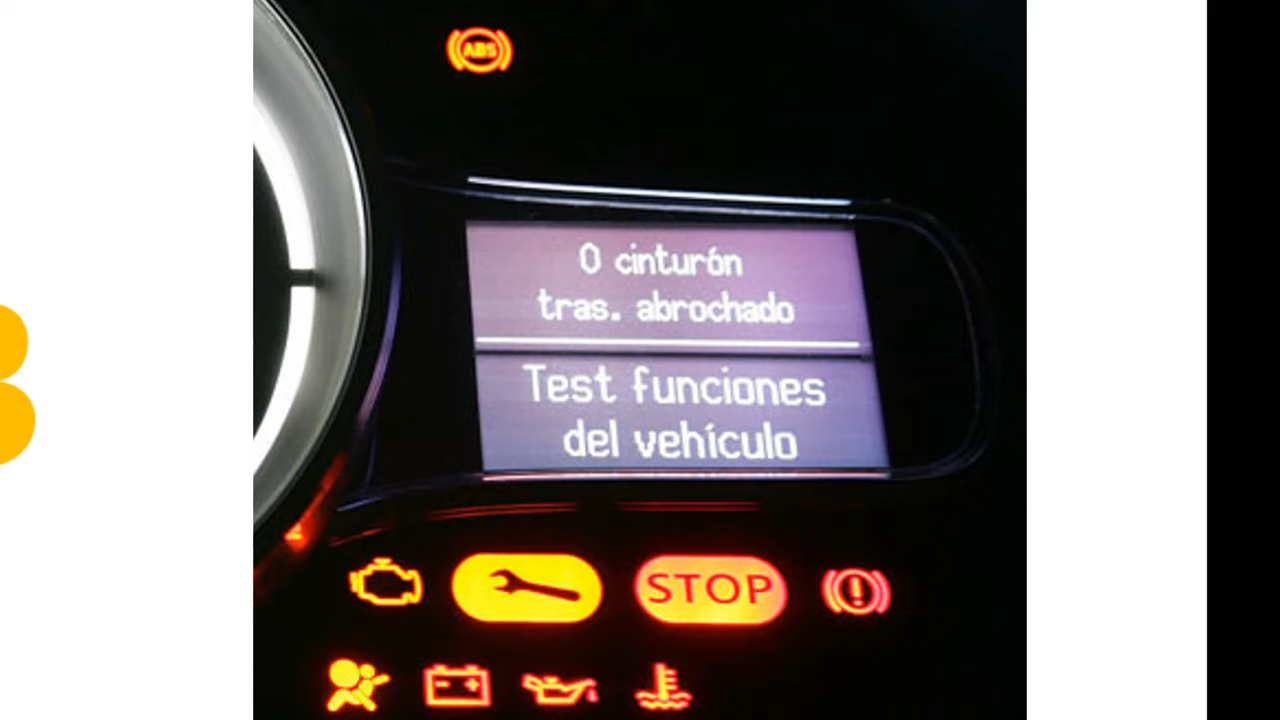 ABS
0 cinturón
tras. abrochado
Test funciones
del vehículo
STOP